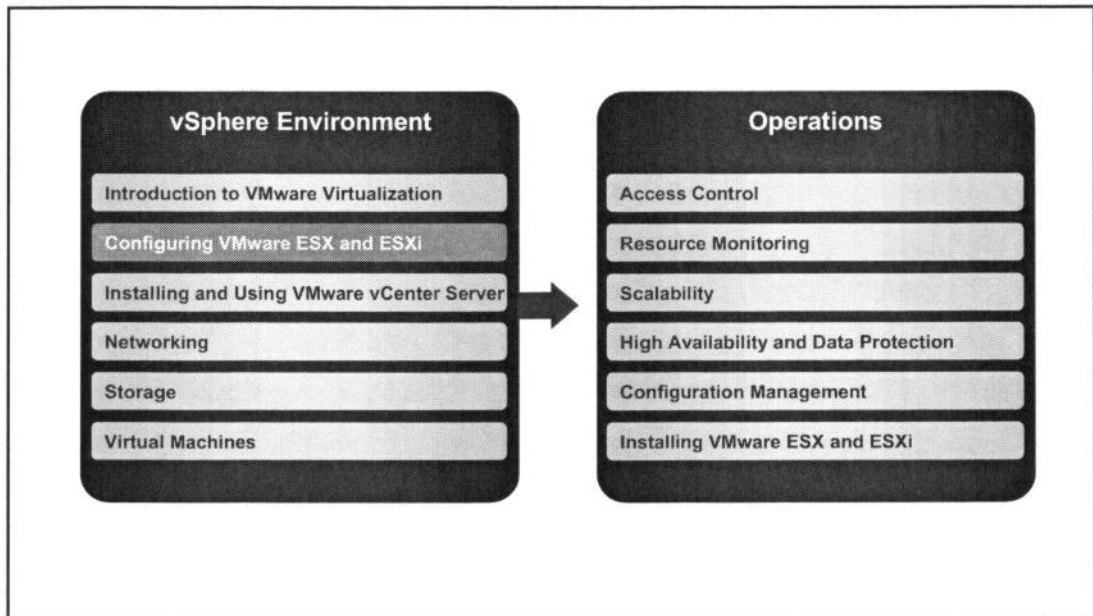 vSphere Environment
Introduction to VMware Virtualization
Configuring VMware ESX and ESXi
Installing and Using VMware vCenter Server
Networking
Storage
Virtual Machines
Operations
Access Control
Resource Monitoring
Scalability
High Availability and Data Protection
Configuration Management
Installing VMware ESX and ESXi